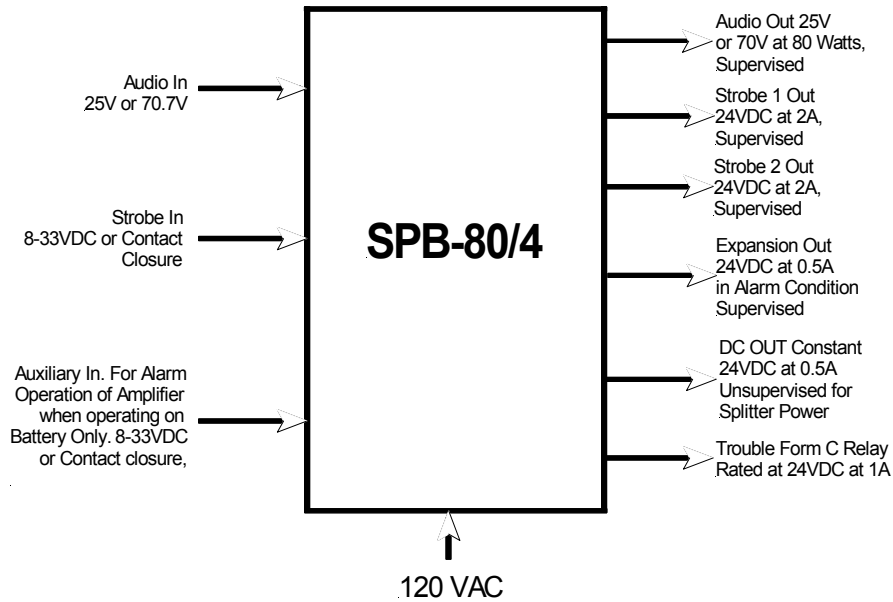 Audio In
25V or 70.7V
Strobe In
8-33VDC or Contact
Closure
Auxiliary In. For Alarm
Operation of Amplifier
when operating on
Battery Only. 8-33VDC
or Contact closure,
SPB-80/4
Audio Out 25V
or 70V at 80 Watts,
Supervised
Strobe 1 Out
24VDC at 2A,
Supervised
Strobe 2 Out
24VDC at 2A,
Supervised
Expansion Out
24VDC at 0.5A
in Alarm Condition
Supervised
DC OUT Constant
24VDC at 0.5A
Unsupervised for
Splitter Power
Trouble Form C Relay
Rated at 24VDC at 1A
120 VAC